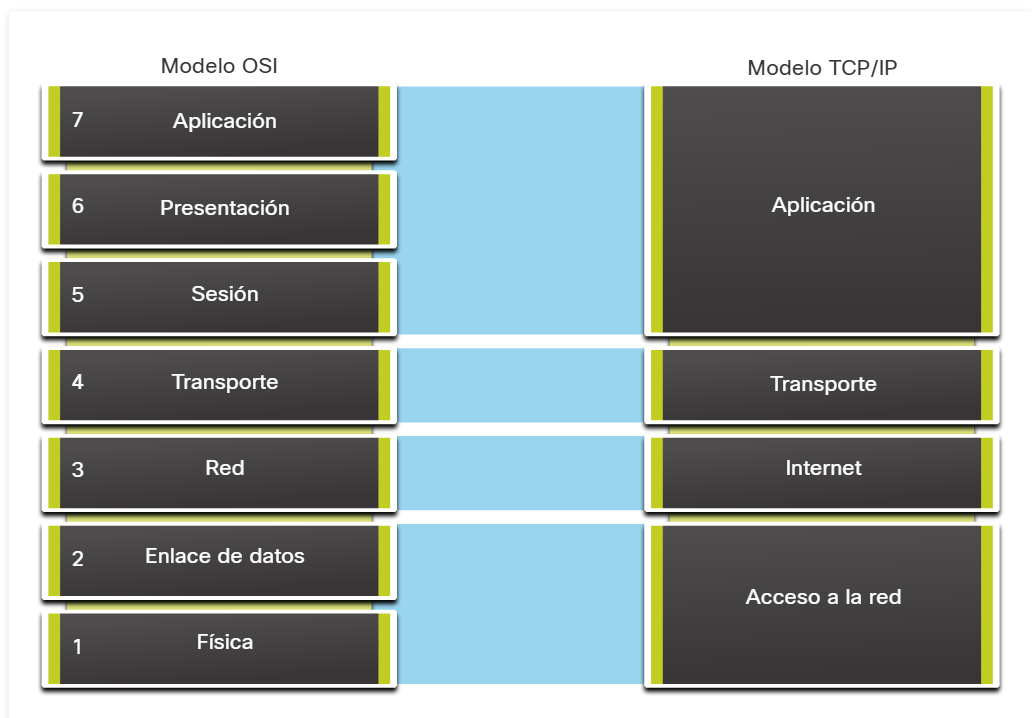 Modelo OSI
7 Aplicación
6 Presentación
5 Sesión
4 Transporte
3 Red
2 Enlace de datos
1 Física
Modelo TCP/IP
Aplicación
Transporte
Internet
Acceso a la red